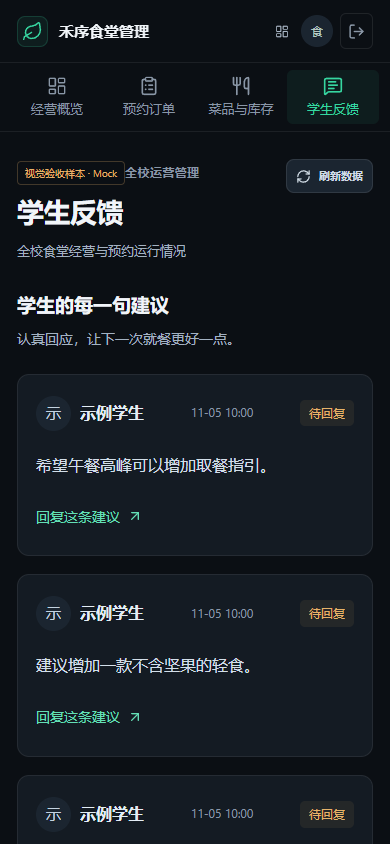 禾序食堂管理
食
经营概览
预约订单
菜品与库存
学生反馈
视觉验收样本 · Mock 全校运营管理
刷新数据
学生反馈
全校食堂经营与预约运行情况
学生的每一句建议
认真回应，让下一次就餐更好一点。
示 示例学生 11-05 10:00 待回复
希望午餐高峰可以增加取餐指引。
回复这条建议
示 示例学生 11-05 10:00 待回复
建议增加一款不含坚果的轻食。
回复这条建议
示 示例学生 11-05 10:00 待回复